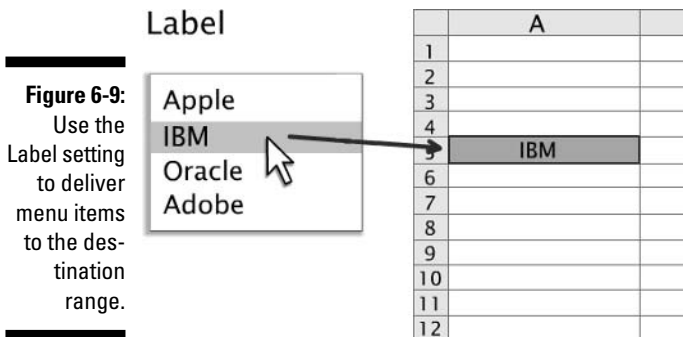 Figure 6-9:
Use the
Label setting
to deliver
menu items
to the des-
tination
range.
Label
Apple
IBM
Oracle
Adobe
A
1
2
3
4
5 IBM
6
7
8
9
10
11
12